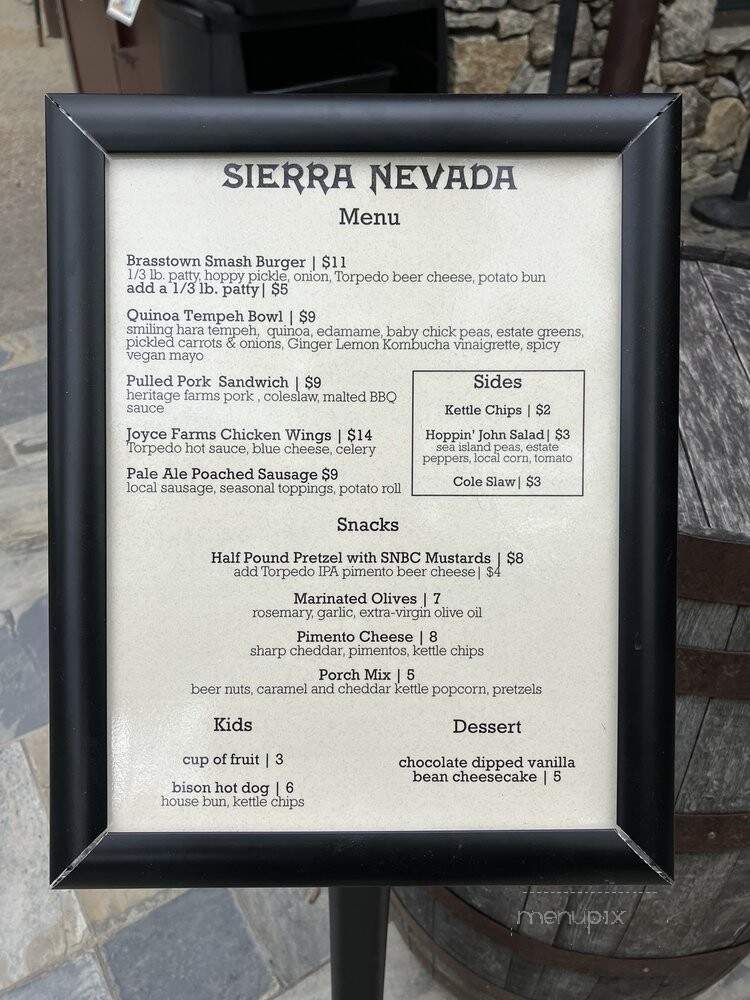 SIERRA NEVADA
Menu
Brasstown Smash Burger | $11
1/3 lb. patty, hoppy pickle, onion, Torpedo beer cheese, potato bun
add a 1/3 lb. patty| $5
Quinoa Tempeh Bowl | $9
smiling hara tempeh, quinoa, edamame, baby chick peas, estate greens,
pickled carrots & onions, Ginger Lemon Kombucha vinaigrette, spicy
vegan mayo
Pulled Pork Sandwich | $9
heritage farms pork , coleslaw, malted BBQ
sauce
Joyce Farms Chicken Wings | $14
Torpedo hot sauce, blue cheese, celery
Pale Ale Poached Sausage $9
local sausage, seasonal toppings, potato roll
Sides
Kettle Chips | $2
Hoppin' John Salad| $3
sea island peas, estate
peppers, local corn, tomato
Cole Slaw| $3
Snacks
Half Pound Pretzel with SNBC Mustards | $8
add Torpedo IPA pimento beer cheese| $4
Marinated Olives | 7
rosemary, garlic, extra-virgin olive oil
Pimento Cheese | 8
sharp cheddar, pimentos, kettle chips
Porch Mix | 5
beer nuts, caramel and cheddar kettle popcorn, pretzels
Kids
cup of fruit | 3
bison hot dog | 6
house bun, kettle chips
Dessert
chocolate dipped vanilla
bean cheesecake | 5
menupix